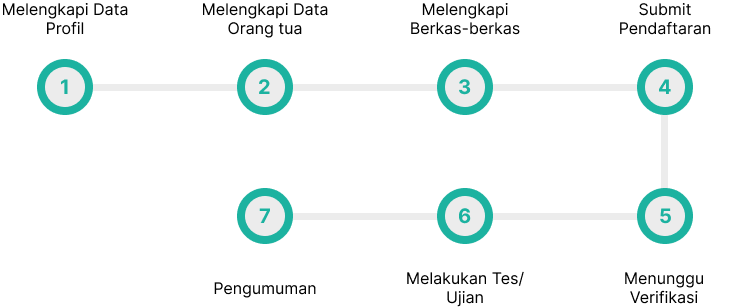 Melengkapi Data
Profil
Melengkapi Data
Orang tua
Melengkapi
Berkas-berkas
Submit
Pendaftaran
1
2
3
4
7
6
5
Pengumuman
Melakukan Tes/
Ujian
Menunggu
Verifikasi